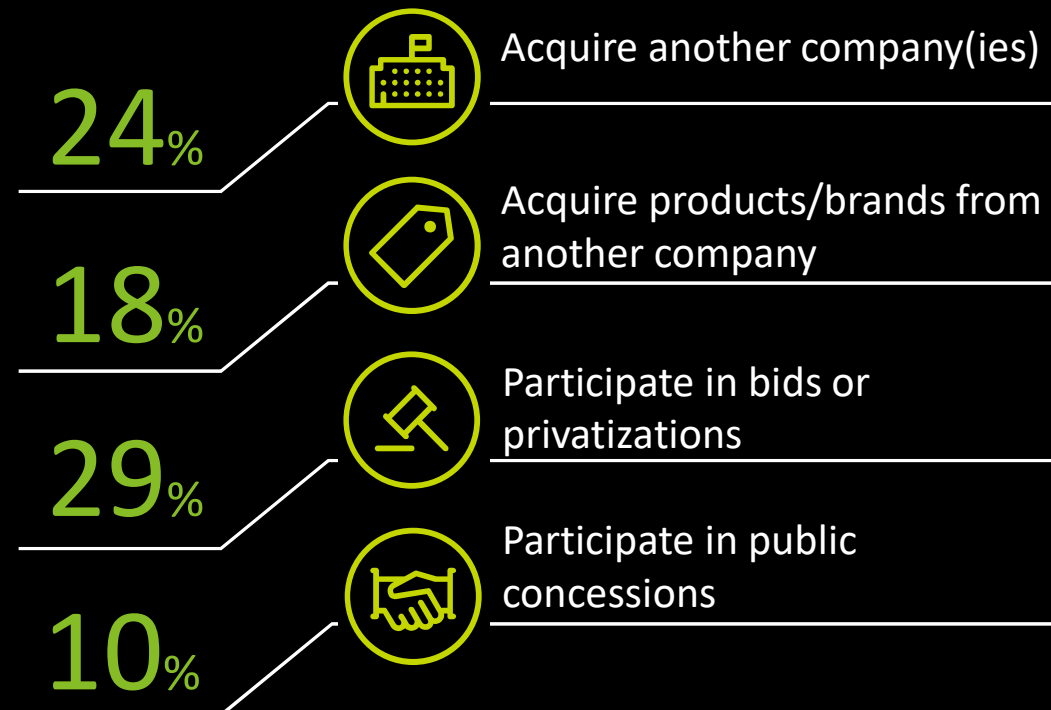 24%
Acquire another company(ies)
18%
Acquire products/brands from
another company
29%
Participate in bids or
privatizations
10%
Participate in public
concessions